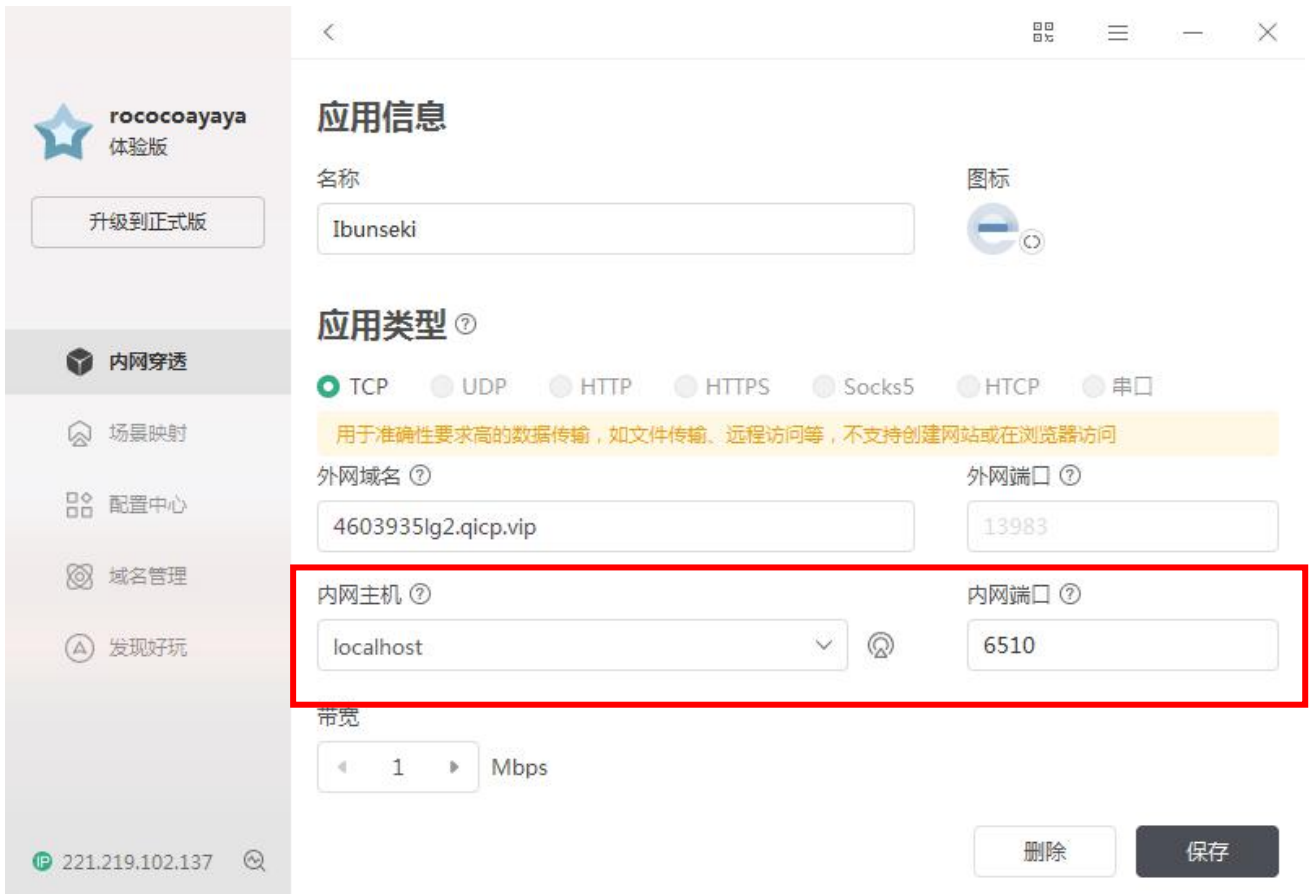 rococoayaya
体验版
升级到正式版
内网穿透
场景映射
配置中心
域名管理
发现好玩
IP 221.219.102.137
应用信息
名称 图标
Ibunseki
应用类型
TCP UDP HTTP HTTPS Socks5 HTCP 串口
用于准确性要求高的数据传输，如文件传输、远程访问等，不支持创建网站或在浏览器访问
外网域名 外网端口
4603935lg2.qicp.vip 13983
内网主机 内网端口
localhost 6510
带宽
1 Mbps
删除 保存